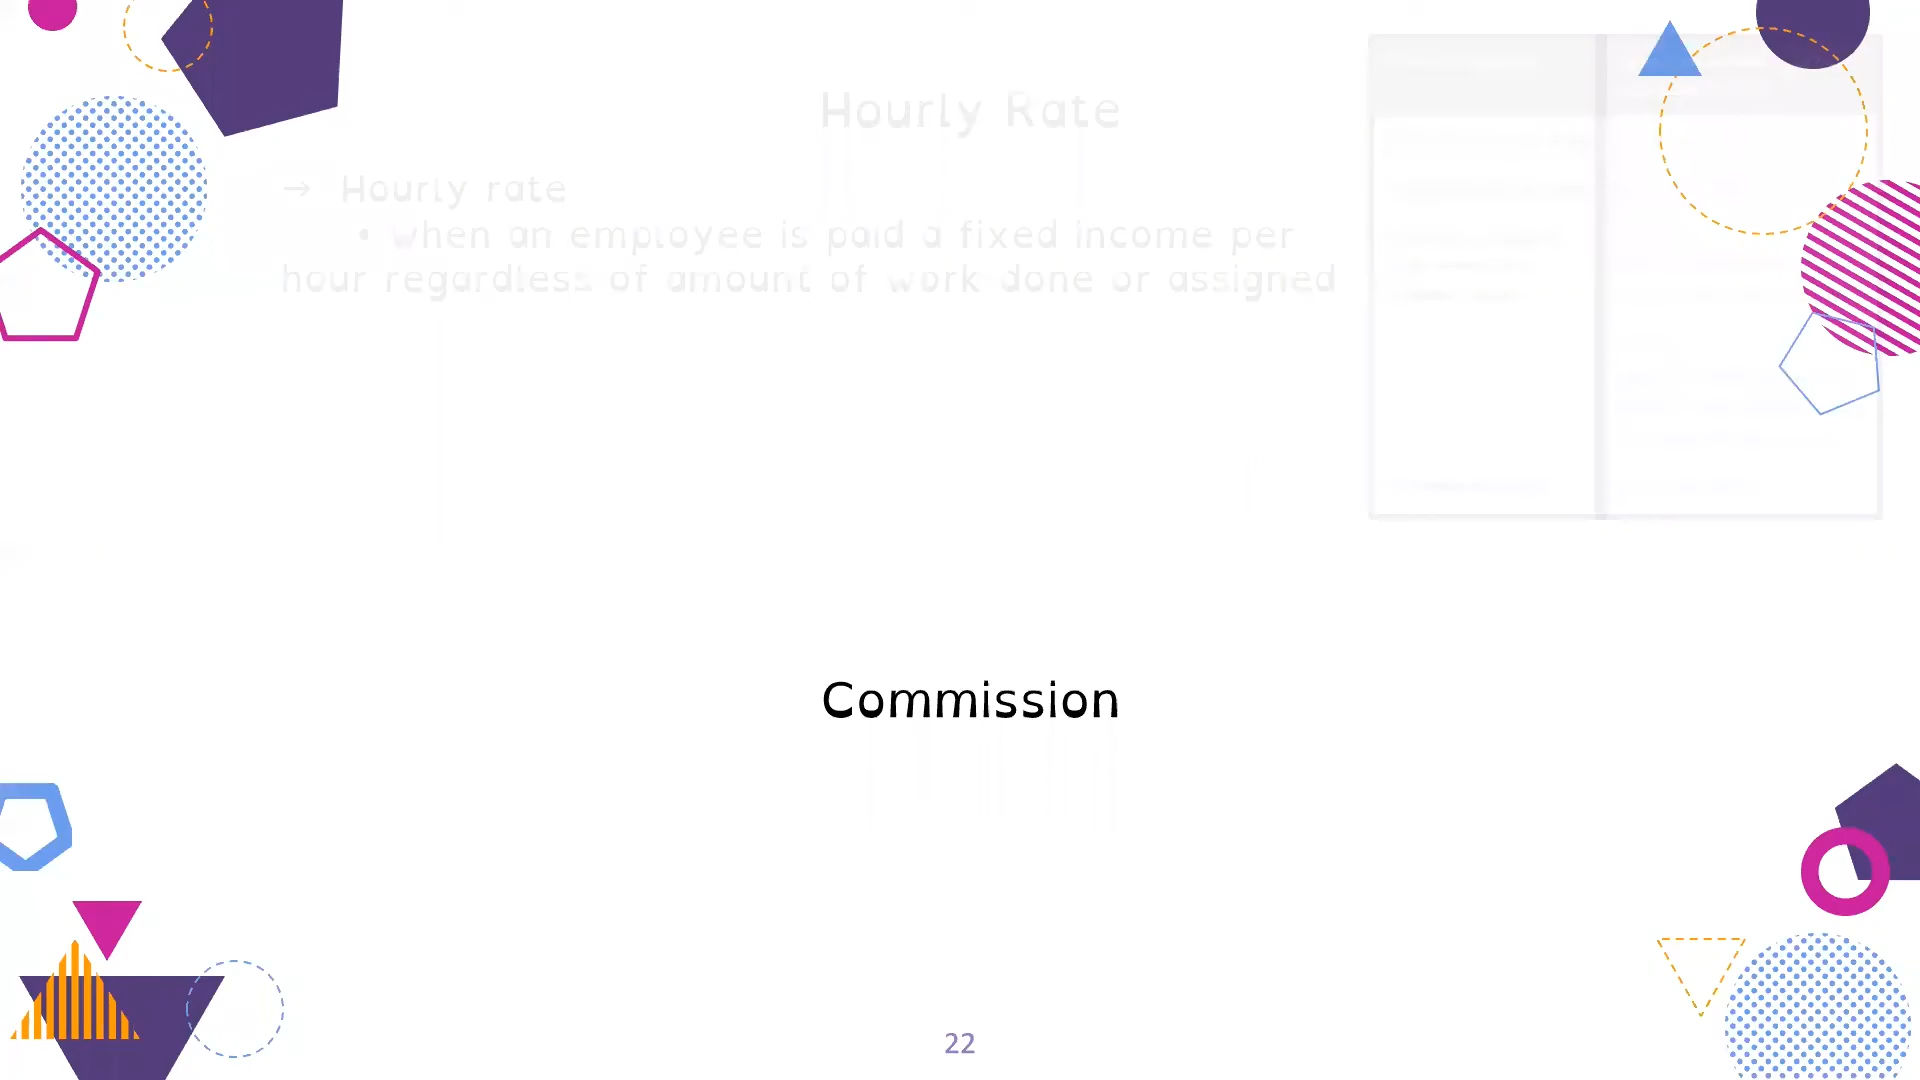 Hourly Rate
→ Hourly rate
• when an employee is paid a fixed income per
hour regardless of amount of work done or assigned
Commission
22